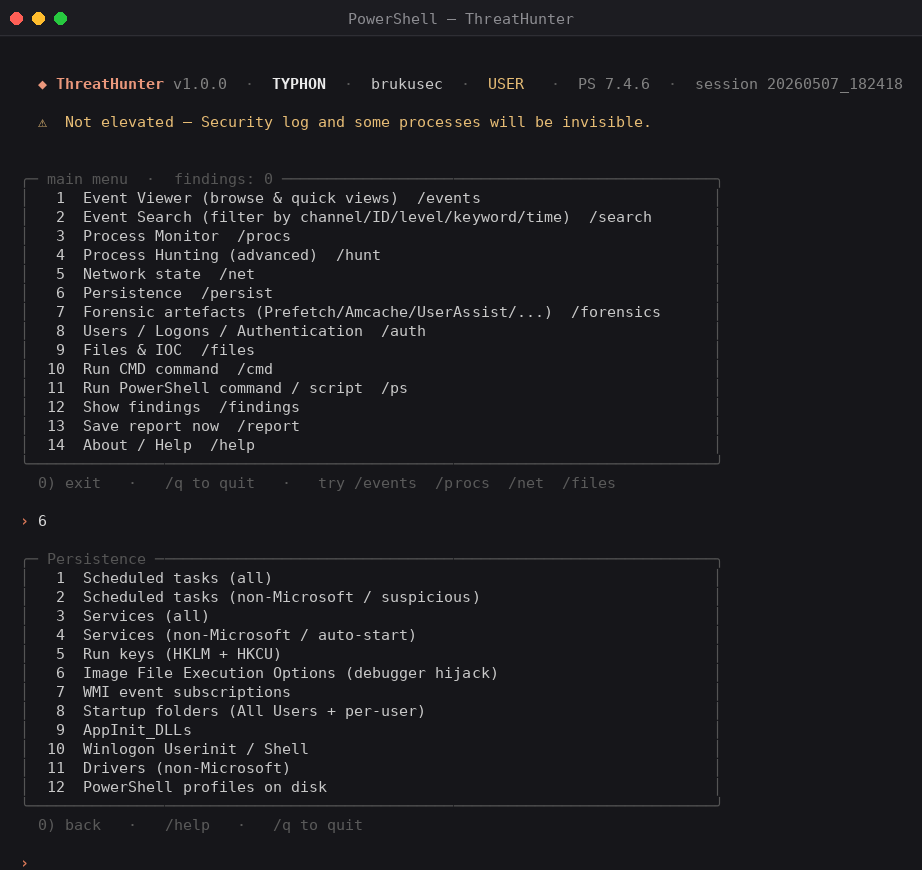 PowerShell — ThreatHunter
◆ ThreatHunter v1.0.0 · TYPHON · brukusec · USER · PS 7.4.6 · session 20260507_182418
⚠ Not elevated — Security log and some processes will be invisible.
main menu · findings: 0
1 Event Viewer (browse & quick views) /events
2 Event Search (filter by channel/ID/level/keyword/time) /search
3 Process Monitor /procs
4 Process Hunting (advanced) /hunt
5 Network state /net
6 Persistence /persist
7 Forensic artefacts (Prefetch/Amcache/UserAssist/...) /forensics
8 Users / Logons / Authentication /auth
9 Files & IOC /files
10 Run CMD command /cmd
11 Run PowerShell command / script /ps
12 Show findings /findings
13 Save report now /report
14 About / Help /help
0) exit · /q to quit · try /events /procs /net /files
› 6
Persistence
1 Scheduled tasks (all)
2 Scheduled tasks (non-Microsoft / suspicious)
3 Services (all)
4 Services (non-Microsoft / auto-start)
5 Run keys (HKLM + HKCU)
6 Image File Execution Options (debugger hijack)
7 WMI event subscriptions
8 Startup folders (All Users + per-user)
9 AppInit_DLLs
10 Winlogon Userinit / Shell
11 Drivers (non-Microsoft)
12 PowerShell profiles on disk
0) back · /help · /q to quit
›